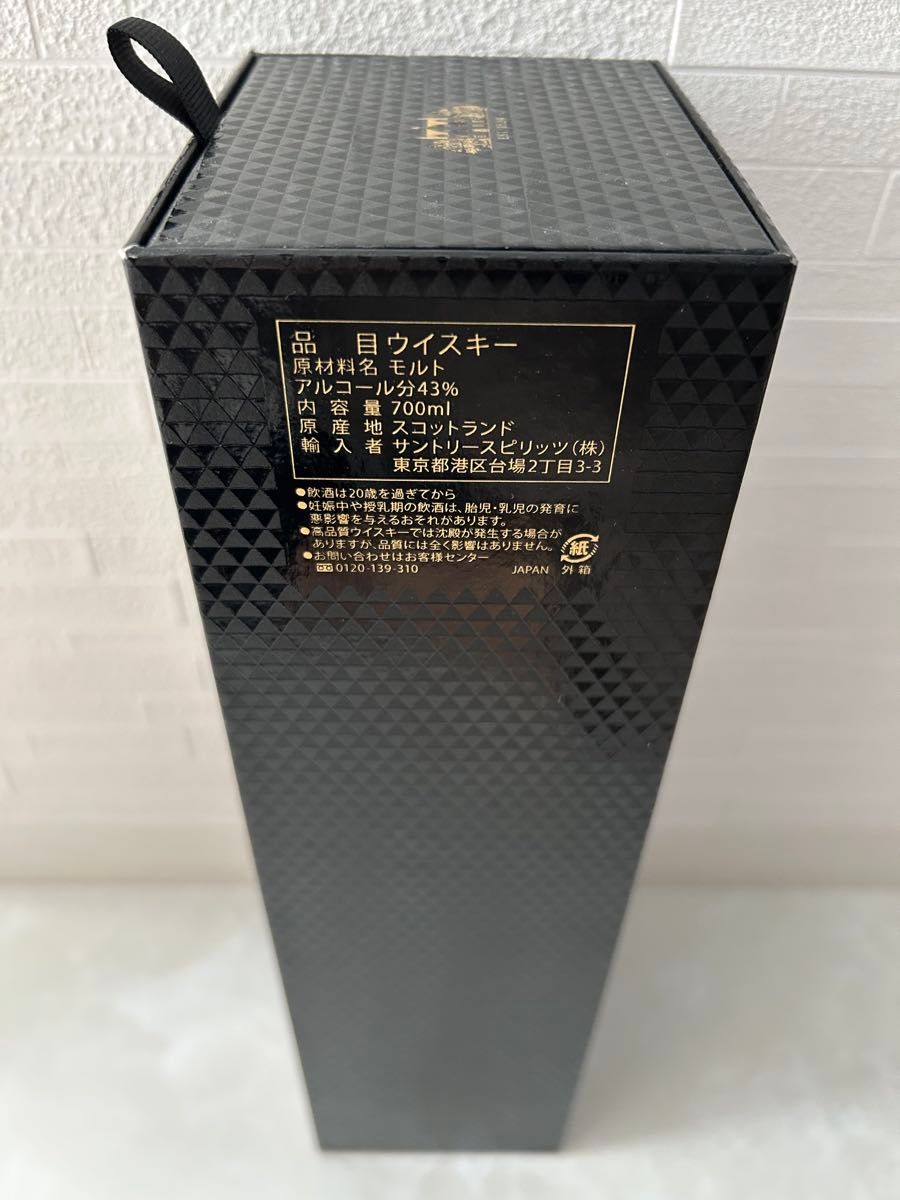 品 目 ウイスキー
原材料名 モルト
アルコール分43%
内容量 700ml
原産地 スコットランド
輸入者 サントリースピリッツ(株)
東京都港区台場2丁目3-3
●飲酒は20歳を過ぎてから
●妊娠中や授乳期の飲酒は、胎児・乳児の発育に
悪影響を与えるおそれがあります。
●高品質ウイスキーでは沈殿が発生する場合が
ありますが、品質には全く影響はありません。
●お問い合わせはお客様センター
0120-139-310
JAPAN
紙
外箱